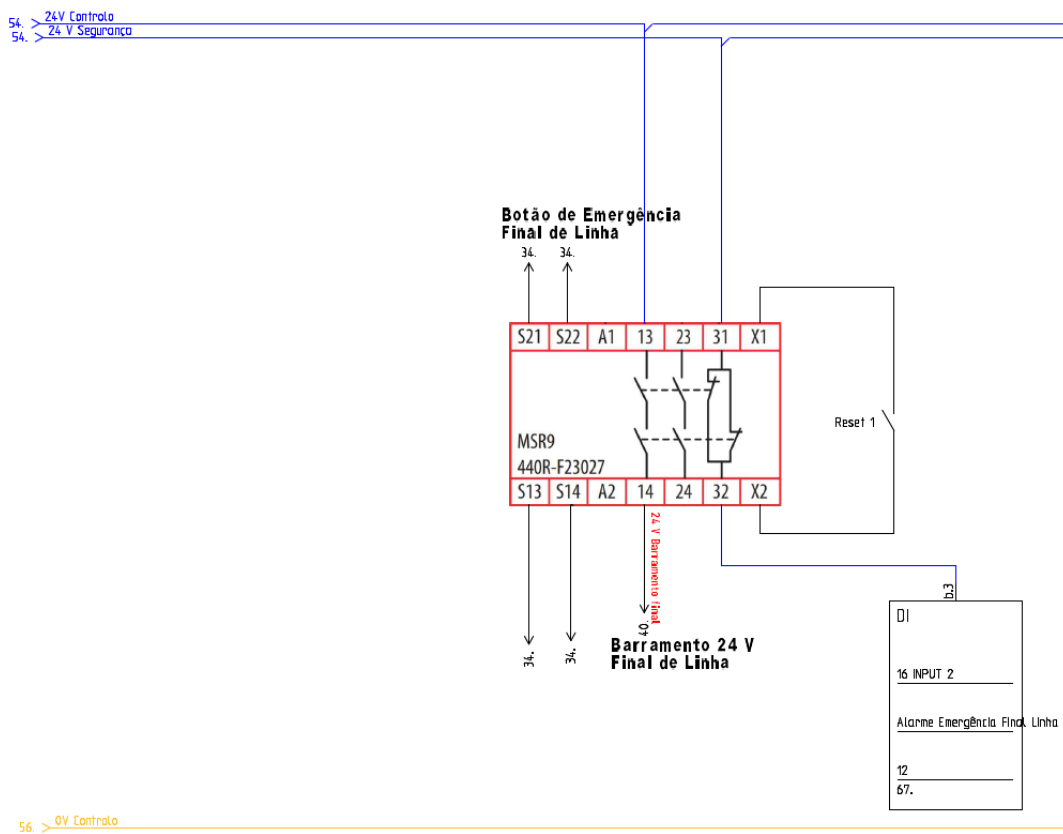 54. 24V Controlo
54. 24 V Segurança
Botão de Emergência
Final de Linha
34. 34.
S21 S22 A1 13 23 31 X1
Reset 1
MSR9
440R-F23027
S13 S14 A2 14 24 32 X2
24 V Barramento final
34. 34. 40.
Barramento 24 V
Final de Linha
b.3
DI
16 INPUT 2
Alarme Emergência Final Linha
12
67.
56. 0V Controlo